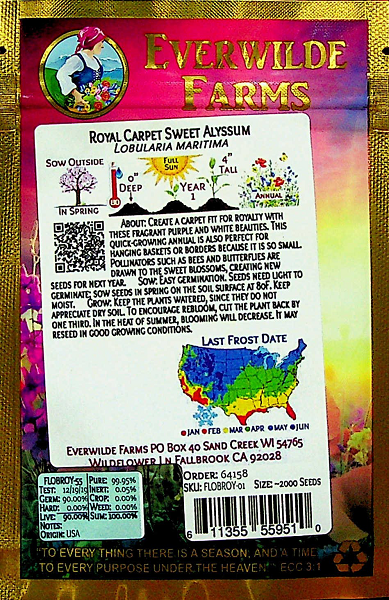 EVERWILDE
FARMS
ROYAL CARPET SWEET ALYSSUM
LOBULARIA MARITIMA
SOW OUTSIDE
IN SPRING
80
0"
DEEP
FULL
SUN
YEAR
1
4"
TALL
ANNUAL
ABOUT: CREATE A CARPET FIT FOR ROYALTY WITH
THESE FRAGRANT PURPLE AND WHITE BEAUTIES. THIS
QUICK-GROWING ANNUAL IS ALSO PERFECT FOR
HANGING BASKETS OR BORDERS BECAUSE IT IS SO SMALL.
POLLINATORS SUCH AS BEES AND BUTTERFLIES ARE
DRAWN TO THE SWEET BLOSSOMS, CREATING NEW
SEEDS FOR NEXT YEAR. SOW: EASY GERMINATION. SEEDS NEED LIGHT TO
GERMINATE; SOW SEEDS IN SPRING ON THE SOIL SURFACE AT 80F. KEEP
MOIST. GROW: KEEP THE PLANTS WATERED, SINCE THEY DO NOT
APPRECIATE DRY SOIL. TO ENCOURAGE REBLOOM, CUT THE PLANT BACK BY
ONE THIRD. IN THE HEAT OF SUMMER, BLOOMING WILL DECREASE. IT MAY
RESEED IN GOOD GROWING CONDITIONS.
LAST FROST DATE
JAN FEB MAR APR MAY JUN
EVERWILDE FARMS PO BOX 40 SAND CREEK WI 54765
WILDFLOWER LN FALLBROOK CA 92028
FLOBROY-55 PURE: 99.95%
TEST: 12/19/19 INERT: 0.05%
GERM: 90.00% CROP: 0.00%
HARD: 0.00% WEED: 0.00%
LIVE: 90.00% SUM: 100.00%
NOTES:
ORIGIN: USA
ORDER: 64158
SKU: FLOBROY-01 SIZE: ~2000 SEEDS
6 11355 55951 0
"TO EVERY THING THERE IS A SEASON, AND A TIME
TO EVERY PURPOSE UNDER THE HEAVEN" ECC 3:1